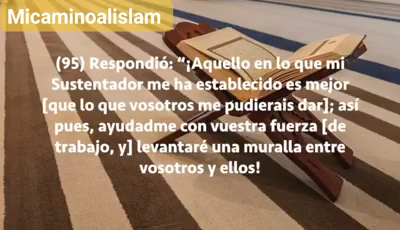 Micaminoalislam
(95) Respondió: “¡Aquello en lo que mi
Sustentador me ha establecido es mejor
[que lo que vosotros me pudierais dar]; así
pues, ayudadme con vuestra fuerza [de
trabajo, y] levantaré una muralla entre
vosotros y ellos!